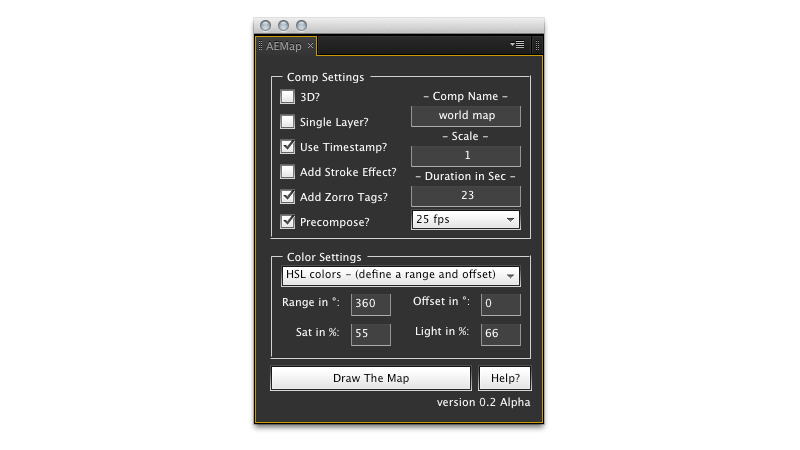 AEMap
Comp Settings
3D?
Single Layer?
Use Timestamp?
Add Stroke Effect?
Add Zorro Tags?
Precompose?
- Comp Name -
world map
- Scale -
1
- Duration in Sec -
23
25 fps
Color Settings
HSL colors - (define a range and offset)
Range in °: 360 Offset in °: 0
Sat in %: 55 Light in %: 66
Draw The Map Help?
version 0.2 Alpha